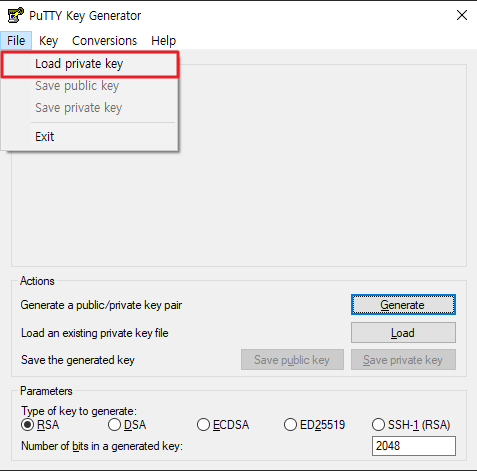 PuTTY Key Generator
File Key Conversions Help
Load private key
Save public key
Save private key
Exit
Actions
Generate a public/private key pair Generate
Load an existing private key file Load
Save the generated key Save public key Save private key
Parameters
Type of key to generate:
RSA DSA ECDSA ED25519 SSH-1 (RSA)
Number of bits in a generated key: 2048